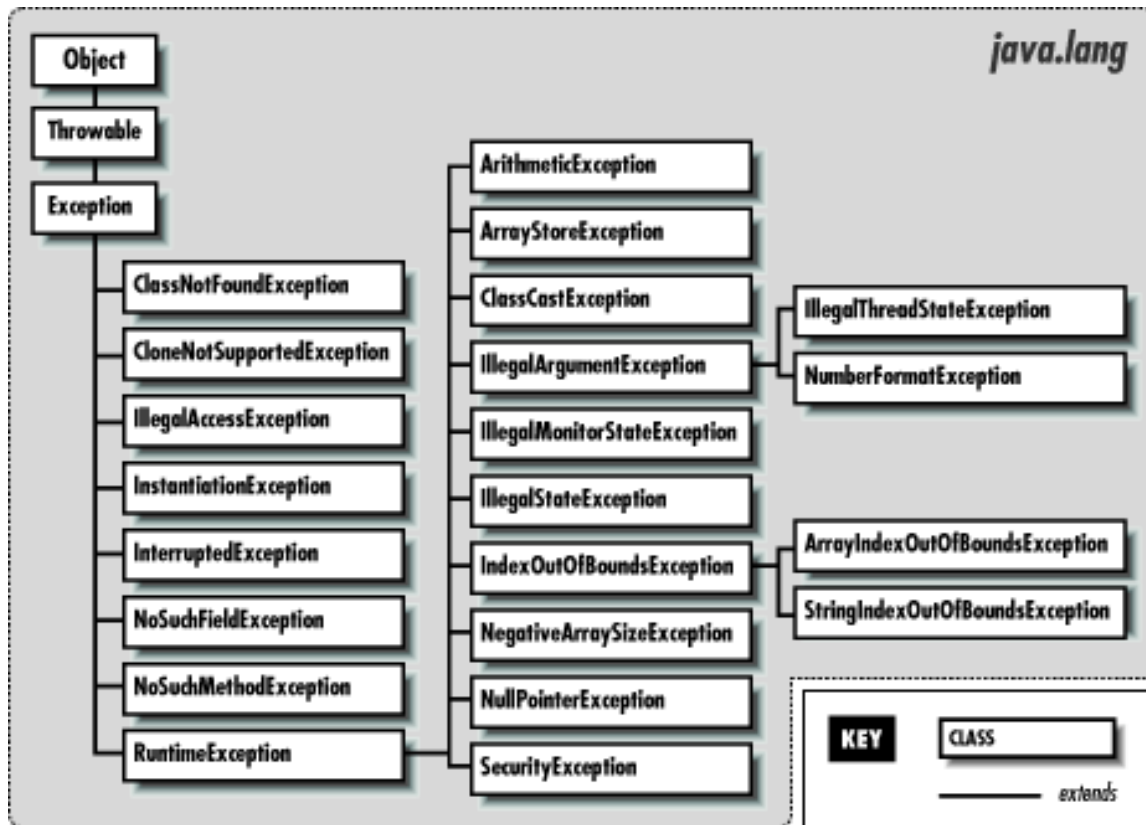 java.lang
Object
Throwable
Exception
ClassNotFoundException
CloneNotSupportedException
IllegalAccessException
InstantiationException
InterruptedException
NoSuchFieldException
NoSuchMethodException
RuntimeException
ArithmeticException
ArrayStoreException
ClassCastException
IllegalArgumentException
IllegalMonitorStateException
IllegalStateException
IndexOutOfBoundsException
NegativeArraySizeException
NullPointerException
SecurityException
IllegalThreadStateException
NumberFormatException
ArrayIndexOutOfBoundsException
StringIndexOutOfBoundsException
KEY
CLASS
extends